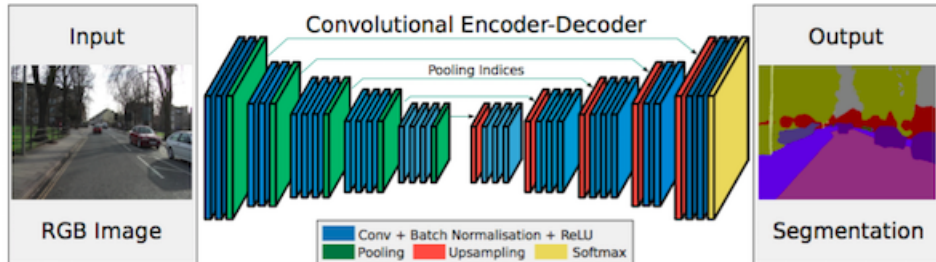 Input
Convolutional Encoder-Decoder
Output
Pooling Indices
RGB Image
Conv + Batch Normalisation + ReLU
Pooling
Upsampling
Softmax
Segmentation